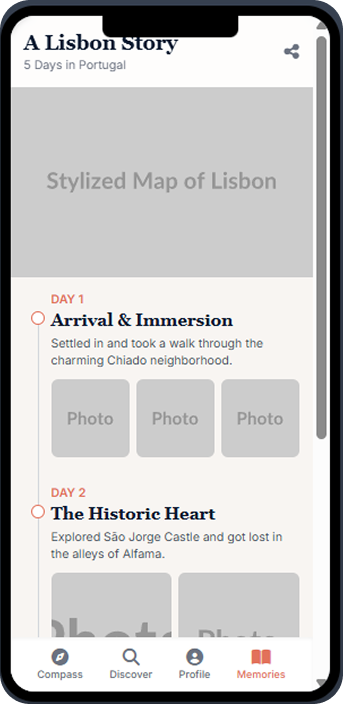 A Lisbon Story
5 Days in Portugal
Stylized Map of Lisbon
DAY 1
Arrival & Immersion
Settled in and took a walk through the
charming Chiado neighborhood.
Photo Photo Photo
DAY 2
The Historic Heart
Explored São Jorge Castle and got lost in
the alleys of Alfama.
Photo Photo
Compass Discover Profile Memories